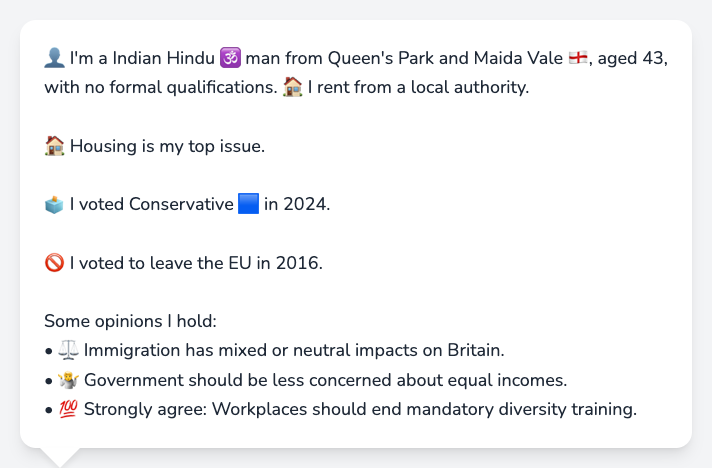 👤 I'm a Indian Hindu 🕉️ man from Queen's Park and Maida Vale 🏴󠁧󠁢󠁥󠁮󠁧󠁿, aged 43,
with no formal qualifications. 🏠 I rent from a local authority.
🏠 Housing is my top issue.
🗳️ I voted Conservative 🟦 in 2024.
🚫 I voted to leave the EU in 2016.
Some opinions I hold:
• ⚖️ Immigration has mixed or neutral impacts on Britain.
• 🤷 Government should be less concerned about equal incomes.
• 💯 Strongly agree: Workplaces should end mandatory diversity training.